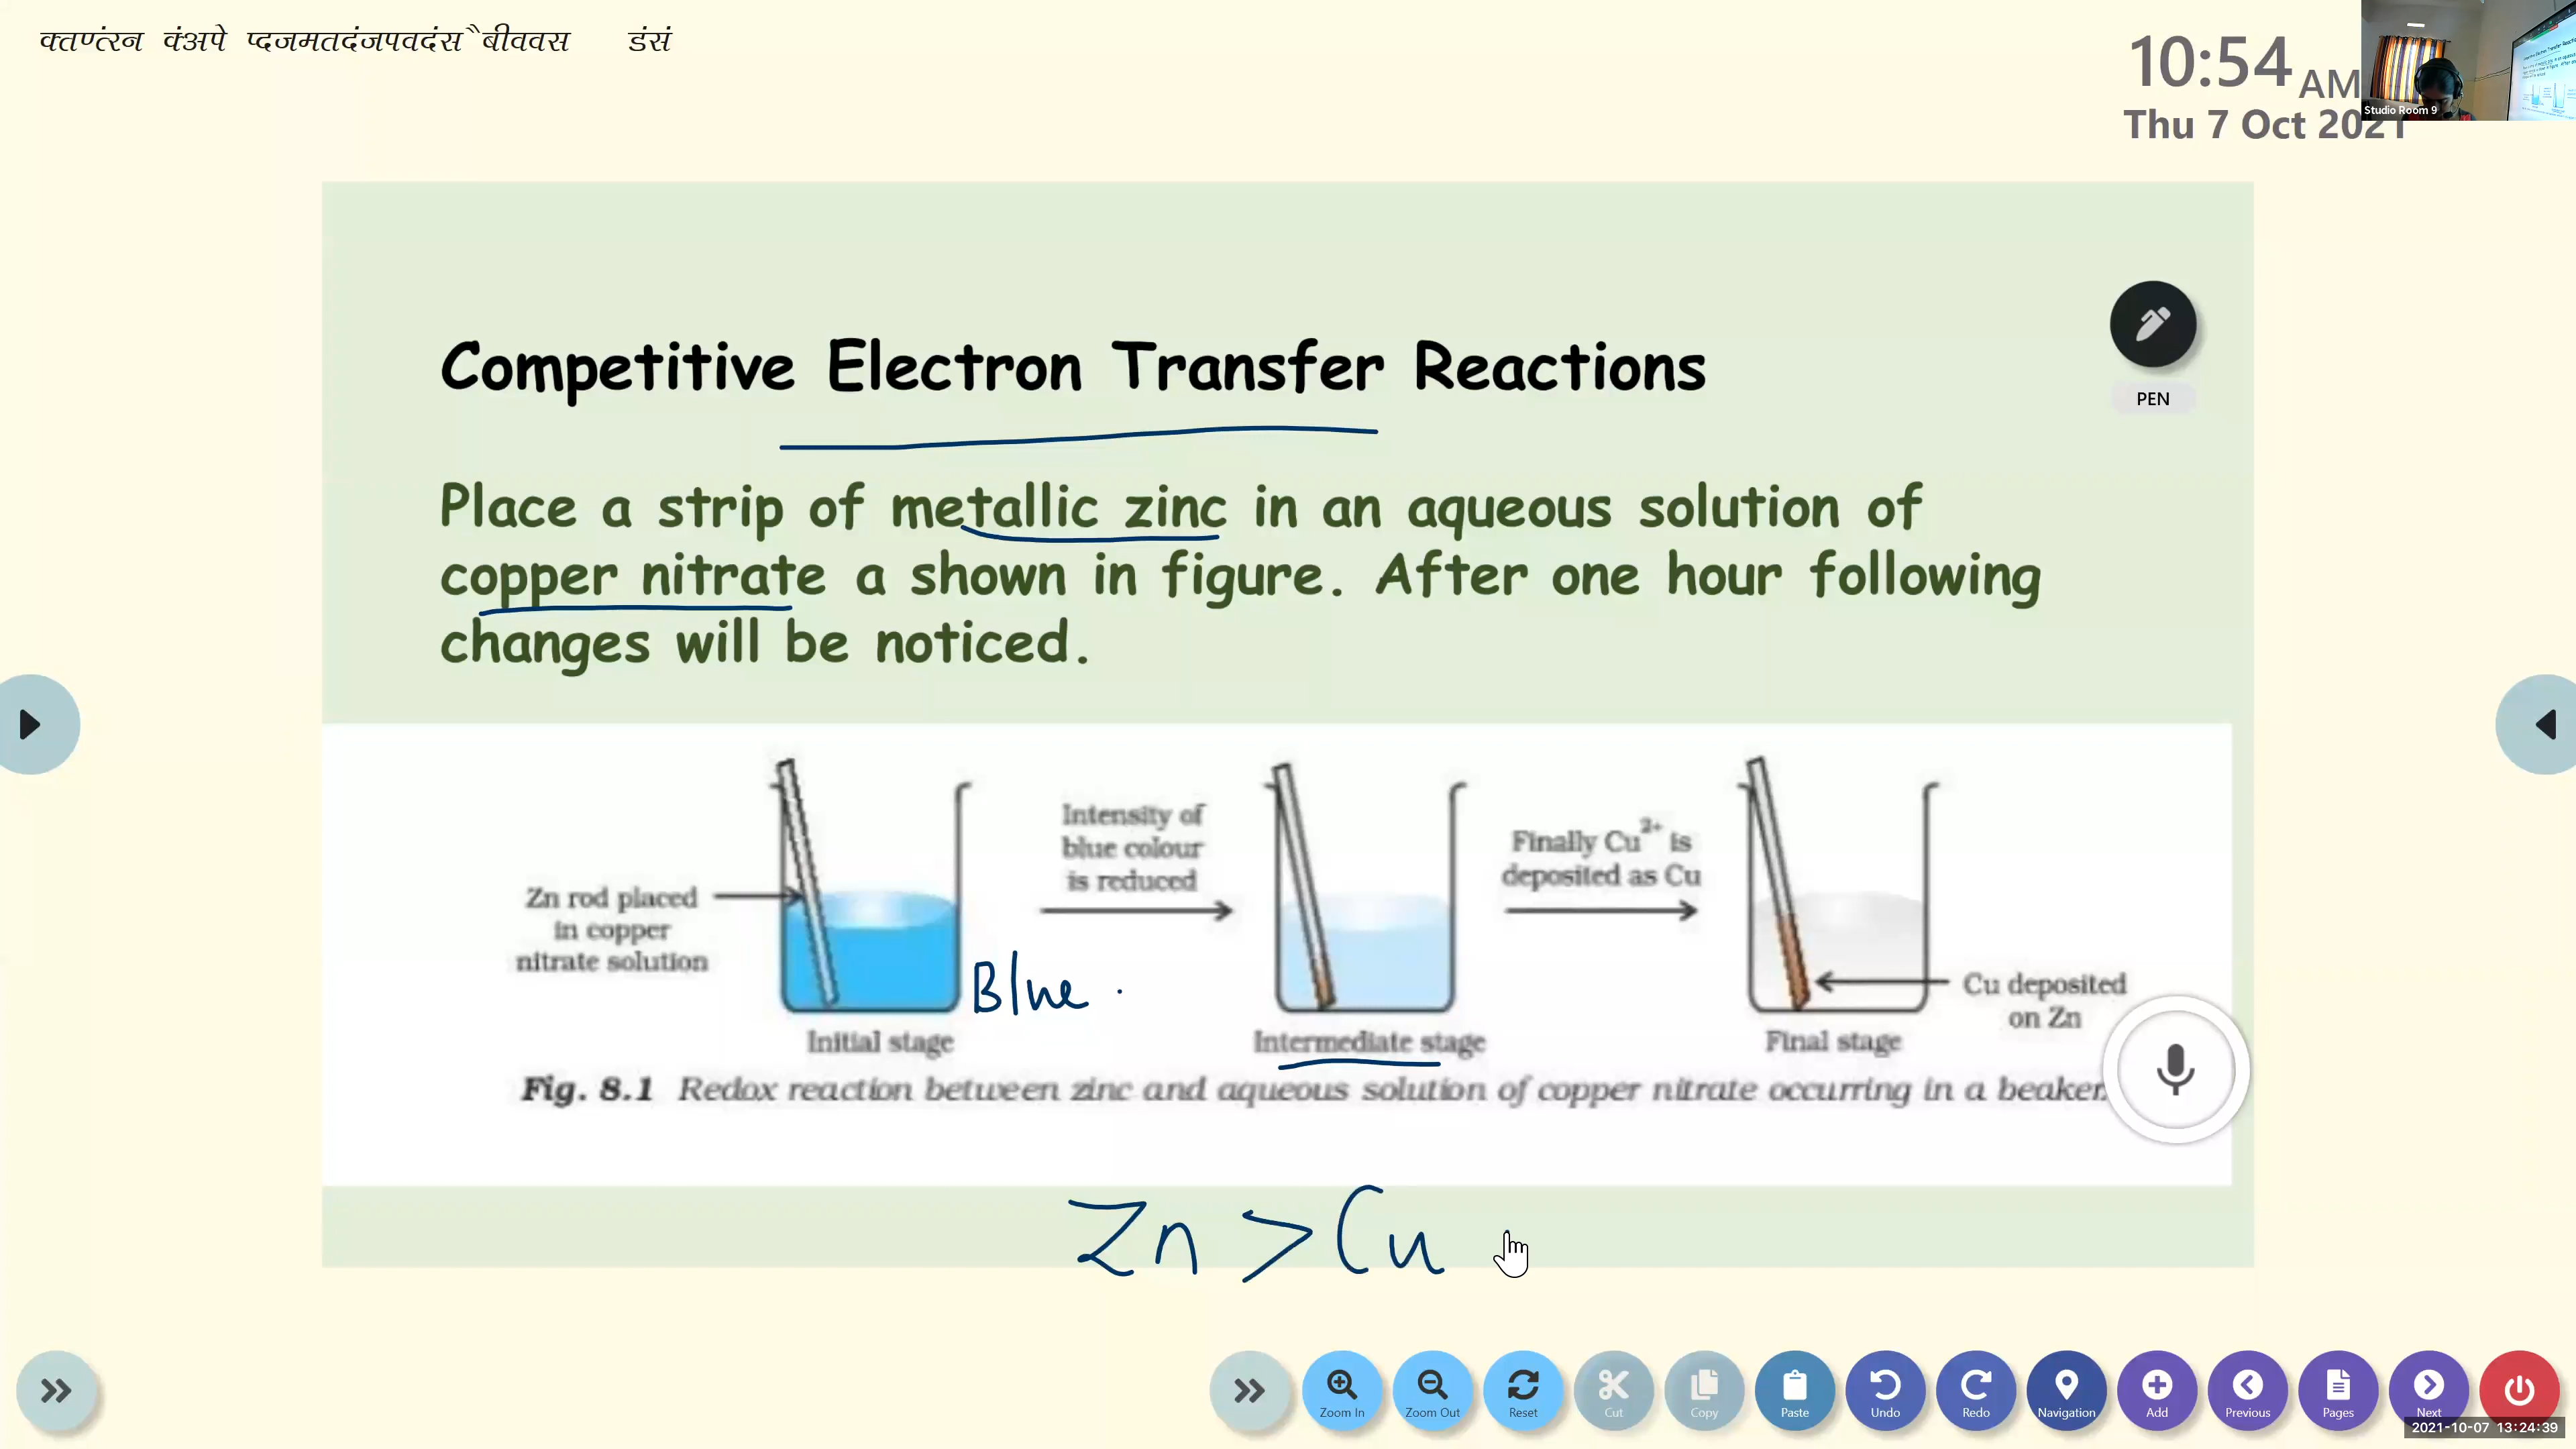 क्तण्त्ंरन क्ंअपे प्दजमतदंजपवदंस ैबीववस डंसं
10:54 AM
Thu 7 Oct 2021
Studio Room 9
Competitive Electron Transfer Reactions
PEN
Place a strip of metallic zinc in an aqueous solution of
copper nitrate a shown in figure. After one hour following
changes will be noticed.
Zn rod placed
in copper
nitrate solution
Initial stage
Blue .
Intensity of
blue colour
is reduced
Intermediate stage
Finally Cu2+ is
deposited as Cu
Final stage
Cu deposited
on Zn
Fig. 8.1 Redox reaction between zinc and aqueous solution of copper nitrate occurring in a beaker.
Zn > Cu
Zoom In
Zoom Out
Reset
Cut
Copy
Paste
Undo
Redo
Navigation
Add
Previous
Pages
Next
2021-10-07 13:24:39